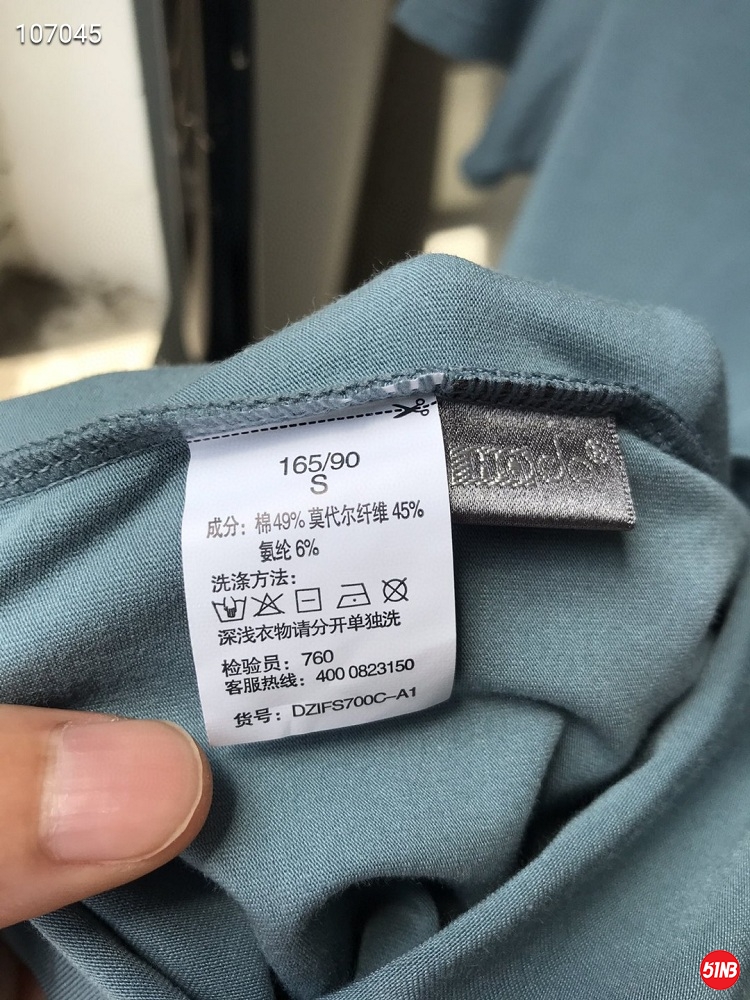 107045
165/90
S
成分：棉49% 莫代尔纤维 45%
氨纶 6%
洗涤方法：
深浅衣物请分开单独洗
检验员：760
客服热线：400 0823150
货号：DZIFS700C-A1
51NB